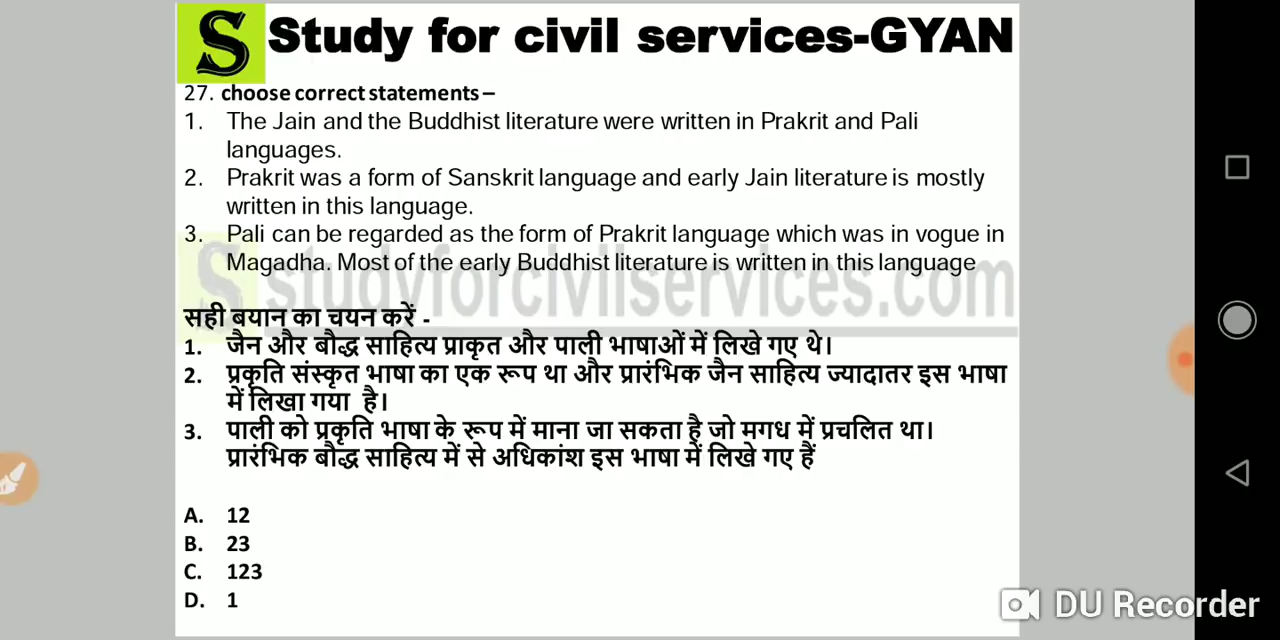 S Study for civil services-GYAN
27. choose correct statements –
1. The Jain and the Buddhist literature were written in Prakrit and Pali
languages.
2. Prakrit was a form of Sanskrit language and early Jain literature is mostly
written in this language.
3. Pali can be regarded as the form of Prakrit language which was in vogue in
Magadha. Most of the early Buddhist literature is written in this language
S studyforcivilservices.com
सही बयान का चयन करें -
1. जैन और बौद्ध साहित्य प्राकृत और पाली भाषाओं में लिखे गए थे।
2. प्रकृति संस्कृत भाषा का एक रूप था और प्रारंभिक जैन साहित्य ज्यादातर इस भाषा
में लिखा गया है।
3. पाली को प्रकृति भाषा के रूप में माना जा सकता है जो मगध में प्रचलित था।
प्रारंभिक बौद्ध साहित्य में से अधिकांश इस भाषा में लिखे गए हैं
A. 12
B. 23
C. 123
D. 1
DU Recorder